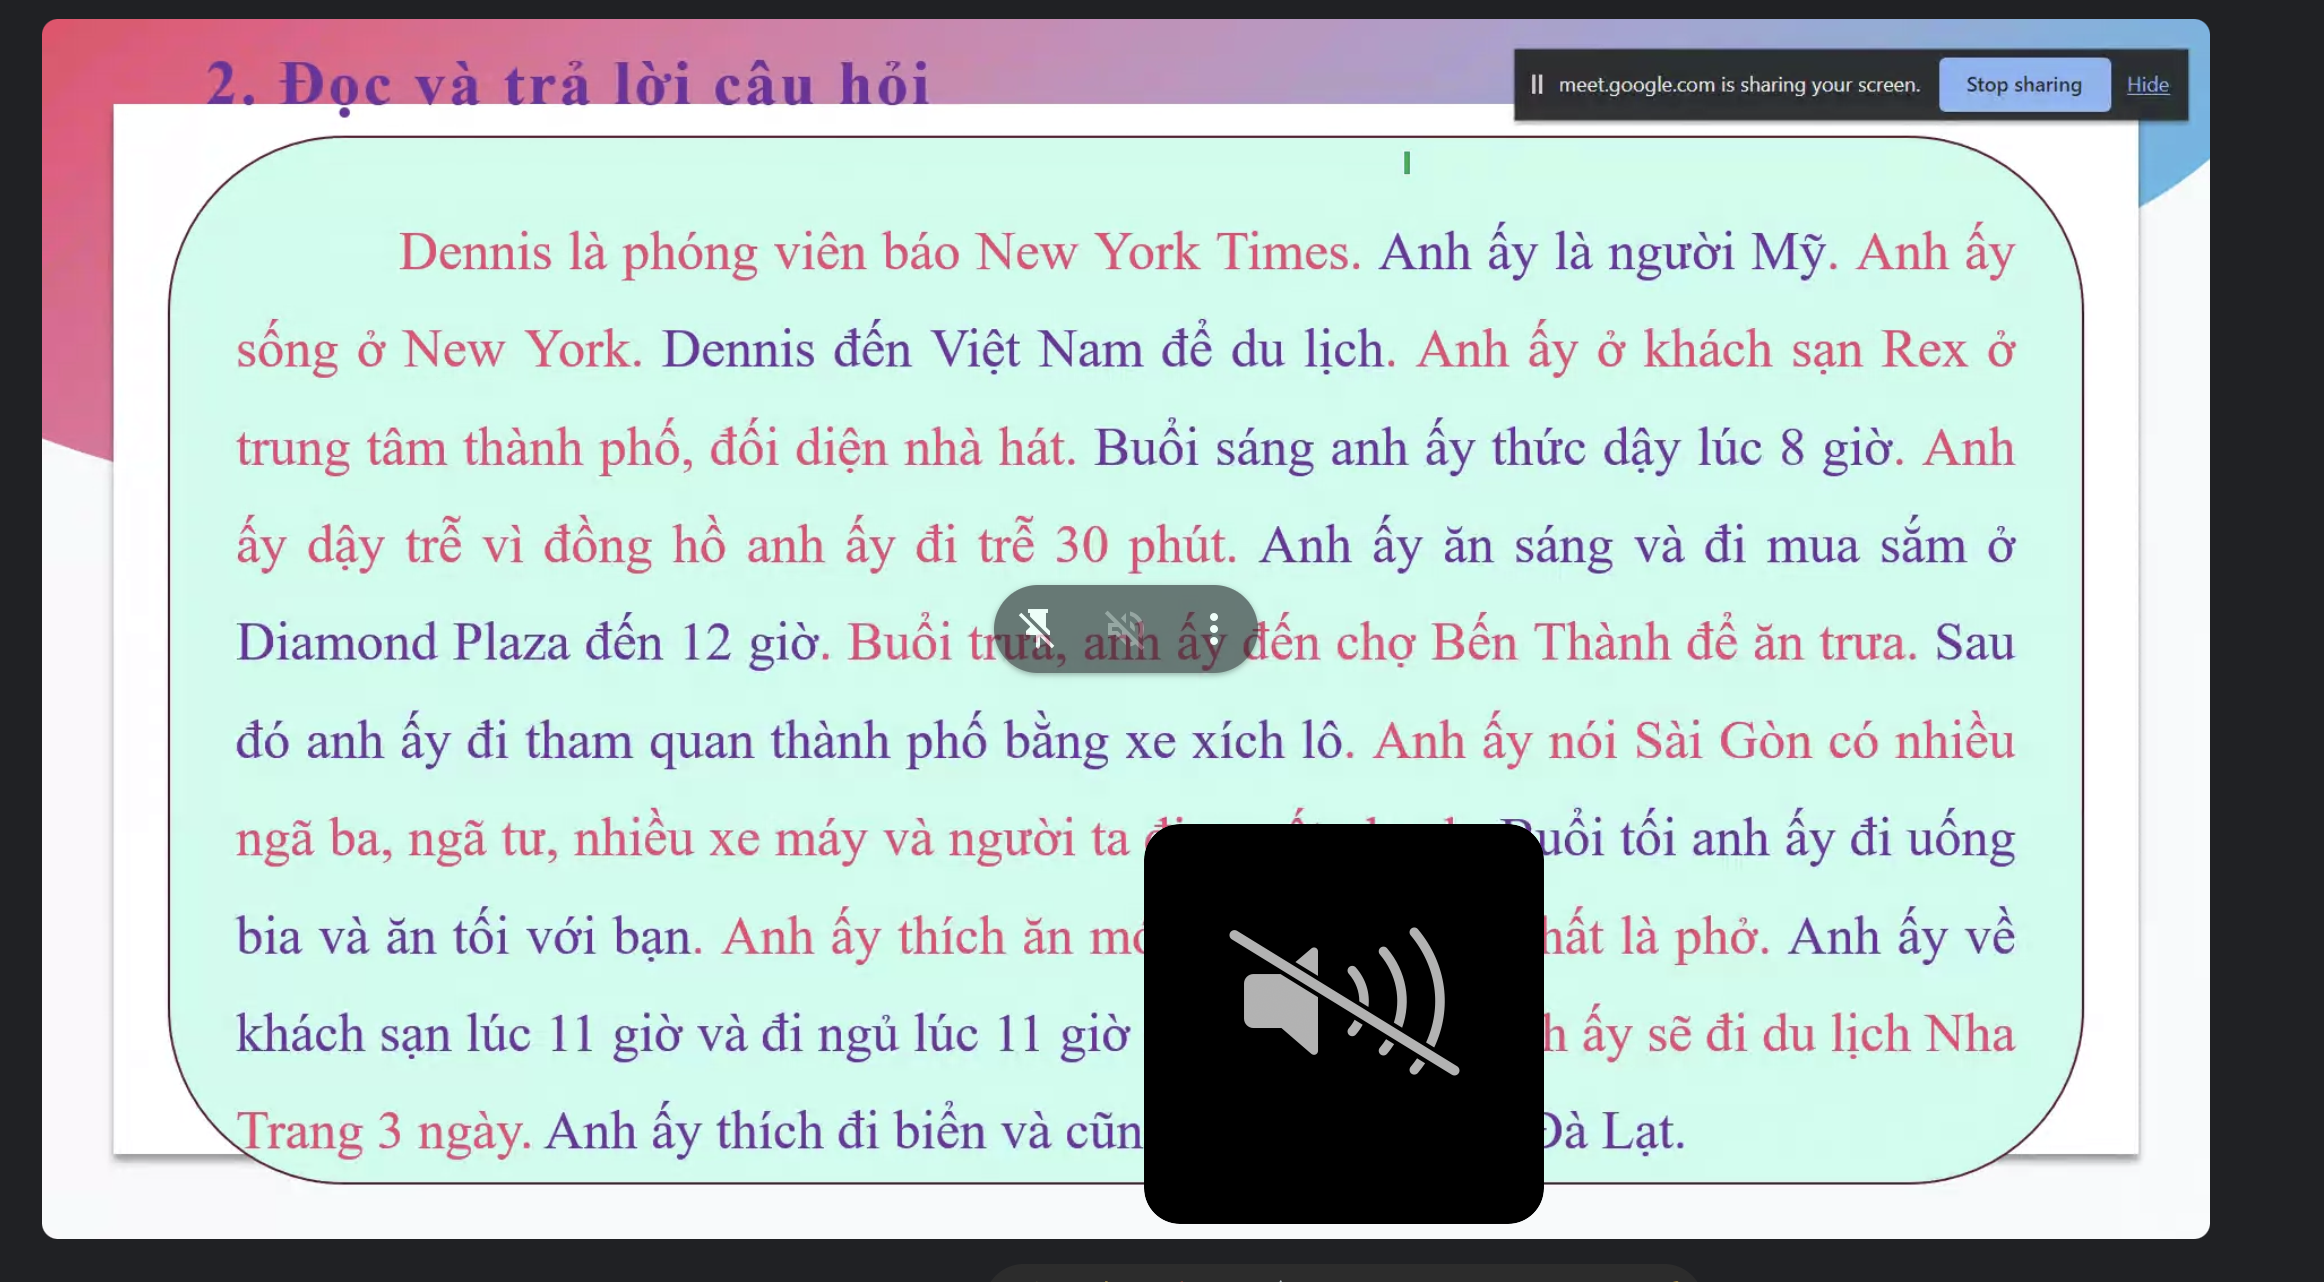 2. Đọc và trả lời câu hỏi
meet.google.com is sharing your screen. Stop sharing Hide
Dennis là phóng viên báo New York Times. Anh ấy là người Mỹ. Anh ấy
sống ở New York. Dennis đến Việt Nam để du lịch. Anh ấy ở khách sạn Rex ở
trung tâm thành phố, đối diện nhà hát. Buổi sáng anh ấy thức dậy lúc 8 giờ. Anh
ấy dậy trễ vì đồng hồ anh ấy đi trễ 30 phút. Anh ấy ăn sáng và đi mua sắm ở
Diamond Plaza đến 12 giờ. Buổi trưa, anh ấy đến chợ Bến Thành để ăn trưa. Sau
đó anh ấy đi tham quan thành phố bằng xe xích lô. Anh ấy nói Sài Gòn có nhiều
ngã ba, ngã tư, nhiều xe máy và người ta Buổi tối anh ấy đi uống
bia và ăn tối với bạn. Anh ấy thích ăn là phở. Anh ấy về
khách sạn lúc 11 giờ và đi ngủ lúc 11 giờ ấy sẽ đi du lịch Nha
Trang 3 ngày. Anh ấy thích đi biển và Đà Lạt.